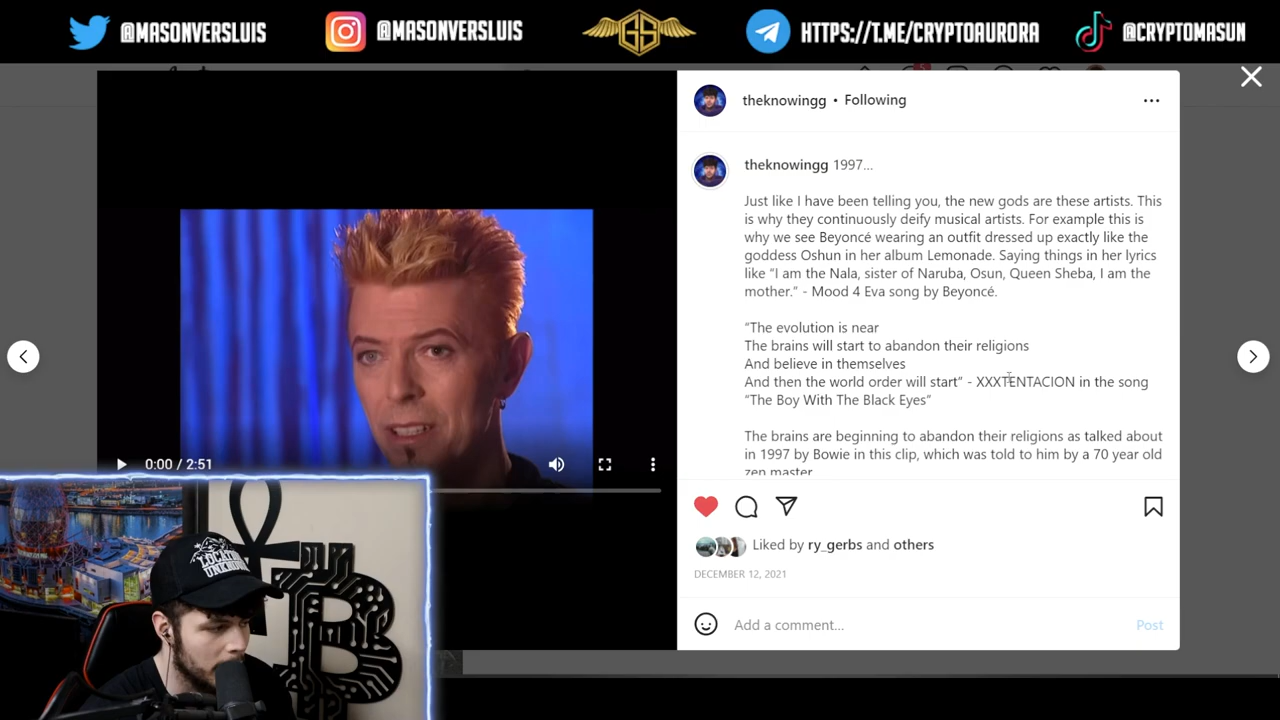 @MASONVERSLUIS
@MASONVERSLUIS
GS
HTTPS://T.ME/CRYPTOAURORA
@CRYPTOMASUN
theknowingg • Following
theknowingg 1997...
Just like I have been telling you, the new gods are these artists. This
is why they continuously deify musical artists. For example this is
why we see Beyoncé wearing an outfit dressed up exactly like the
goddess Oshun in her album Lemonade. Saying things in her lyrics
like “I am the Nala, sister of Naruba, Osun, Queen Sheba, I am the
mother.” - Mood 4 Eva song by Beyoncé.
“The evolution is near
The brains will start to abandon their religions
And believe in themselves
And then the world order will start” - XXXTENTACION in the song
“The Boy With The Black Eyes”
The brains are beginning to abandon their religions as talked about
in 1997 by Bowie in this clip, which was told to him by a 70 year old
zen master
0:00 / 2:51
Liked by ry_gerbs and others
DECEMBER 12, 2021
Add a comment...
Post
LOCATION
UNKNOWN